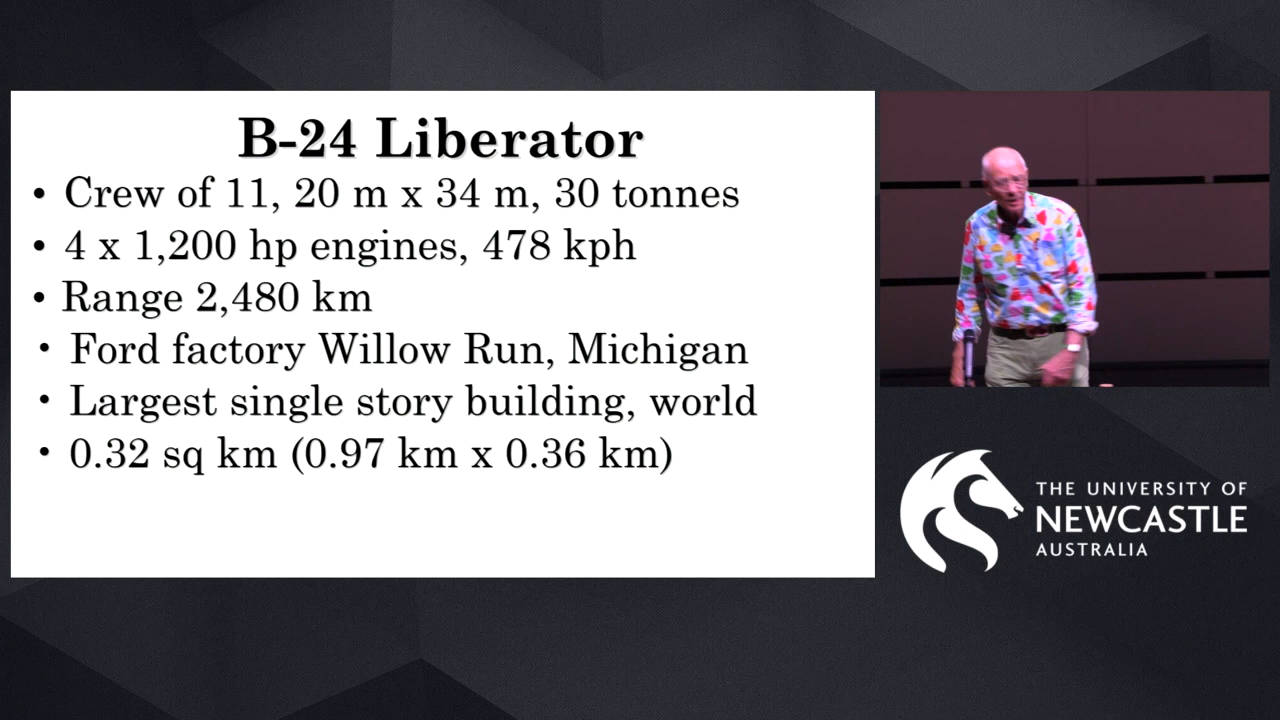 B-24 Liberator
• Crew of 11, 20 m x 34 m, 30 tonnes
• 4 x 1,200 hp engines, 478 kph
• Range 2,480 km
• Ford factory Willow Run, Michigan
• Largest single story building, world
• 0.32 sq km (0.97 km x 0.36 km)
THE UNIVERSITY OF
NEWCASTLE
AUSTRALIA